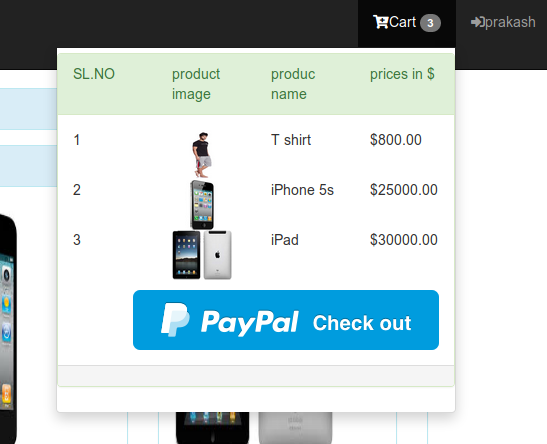 Cart 3 prakash
SL.NO product image produc name prices in $
1 T shirt $800.00
2 iPhone 5s $25000.00
3 iPad $30000.00
PayPal Check out